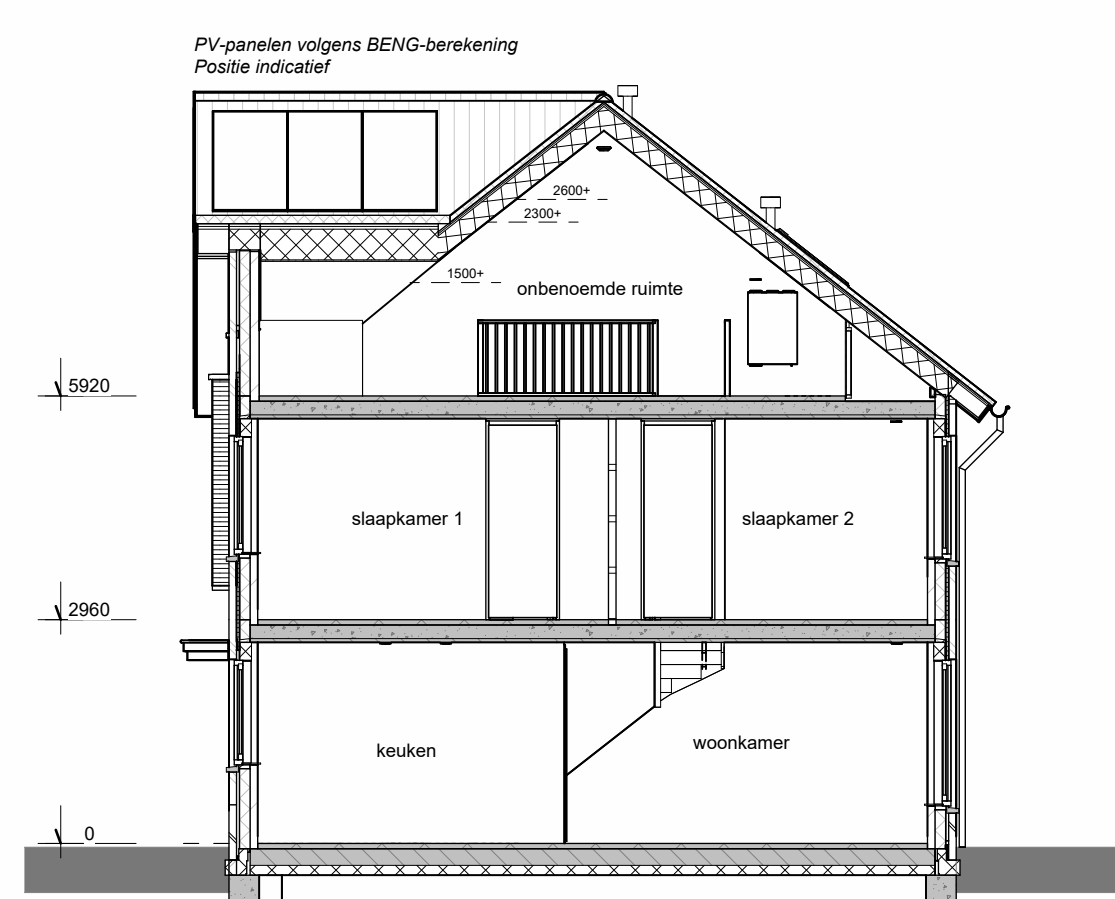 PV-panelen volgens BENG-berekening
Positie indicatief
2600+
2300+
1500+
onbenoemde ruimte
5920
slaapkamer 1
slaapkamer 2
2960
keuken
woonkamer
0